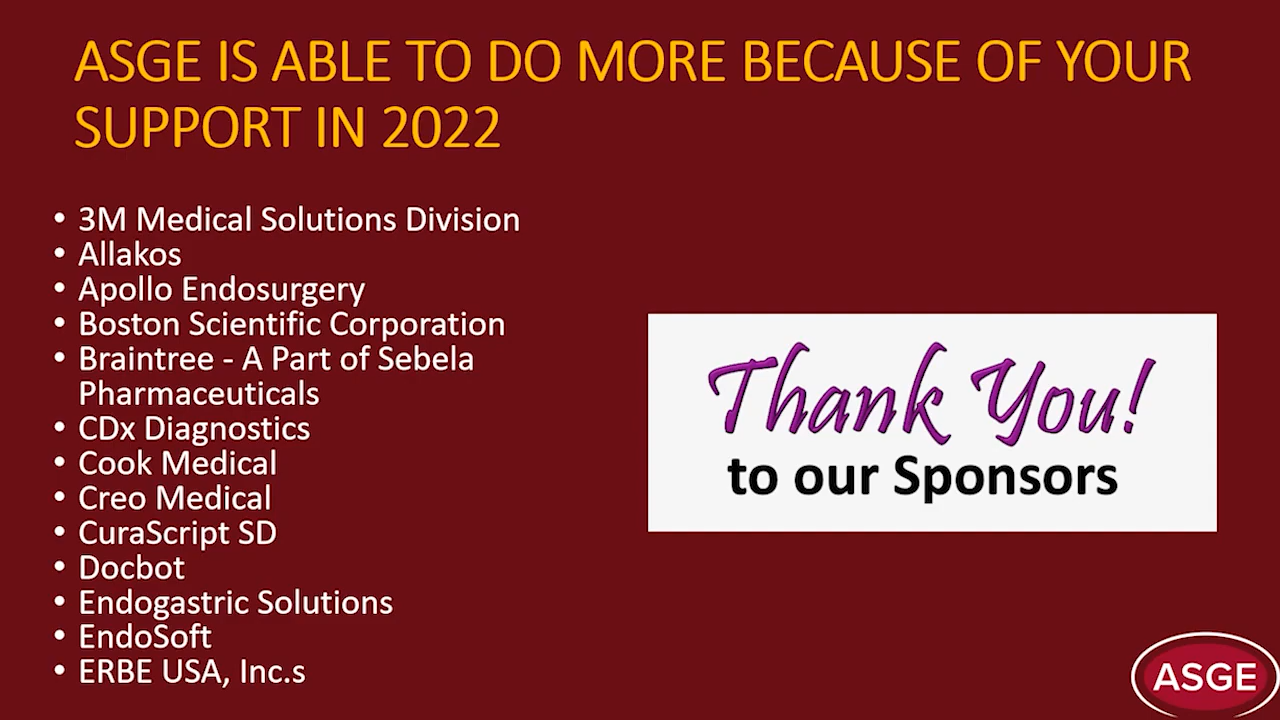 ASGE IS ABLE TO DO MORE BECAUSE OF YOUR
SUPPORT IN 2022
• 3M Medical Solutions Division
• Allakos
• Apollo Endosurgery
• Boston Scientific Corporation
• Braintree - A Part of Sebela
Pharmaceuticals
• CDx Diagnostics
• Cook Medical
• Creo Medical
• CuraScript SD
• Docbot
• Endogastric Solutions
• EndoSoft
• ERBE USA, Inc.s
Thank You!
to our Sponsors
ASGE